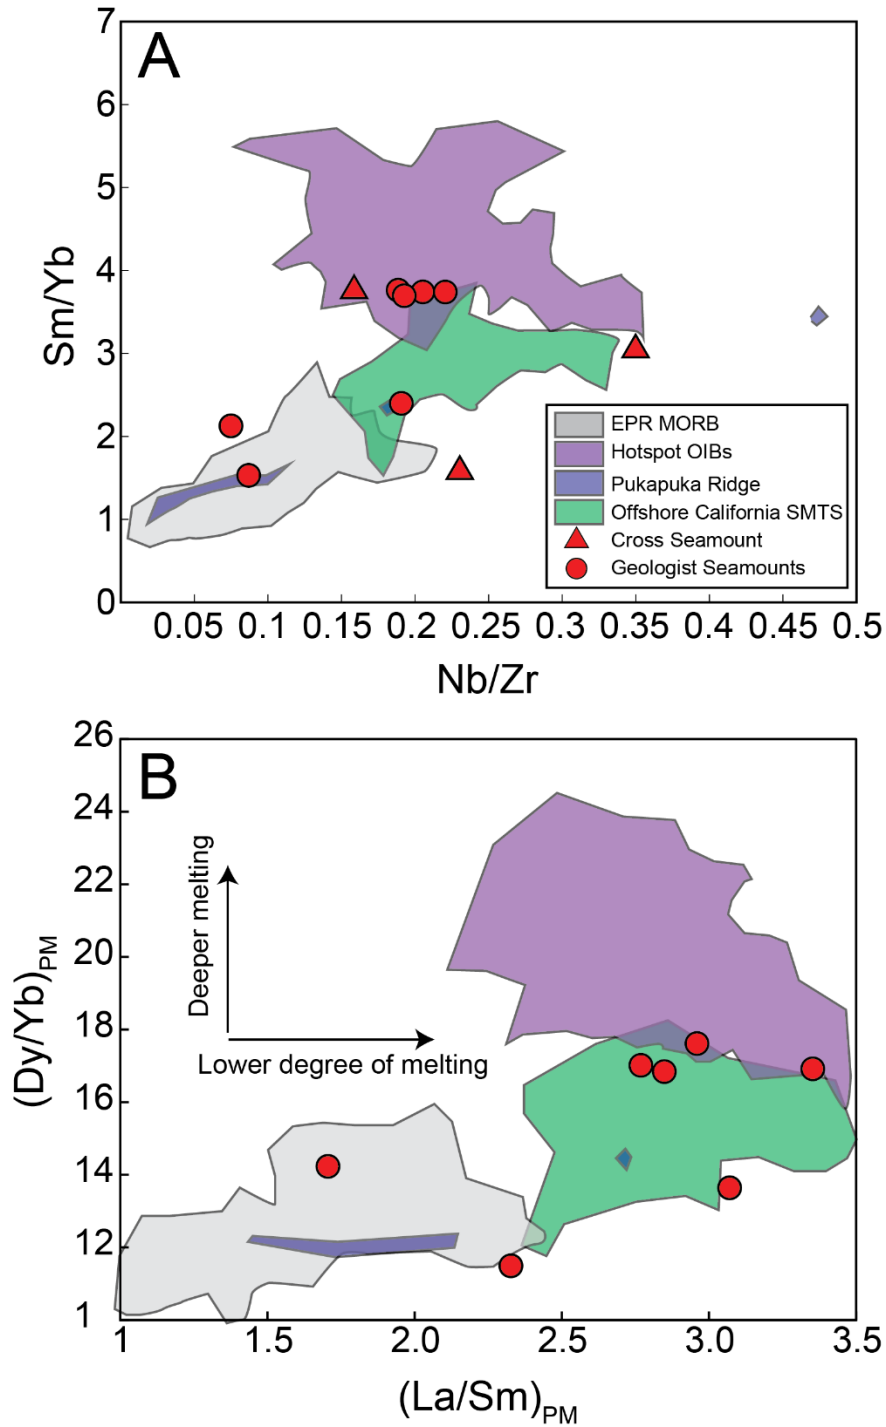 A
7
6
5
4
3
2
1
0
Sm/Yb
EPR MORB
Hotspot OIBs
Pukapuka Ridge
Offshore California SMTS
Cross Seamount
Geologist Seamounts
0.05 0.1 0.15 0.2 0.25 0.3 0.35 0.4 0.45 0.5
Nb/Zr
B
26
24
22
20
18
16
14
12
1
(Dy/Yb)PM
Deeper melting
Lower degree of melting
1 1.5 2.0 2.5 3.0 3.5
(La/Sm)PM